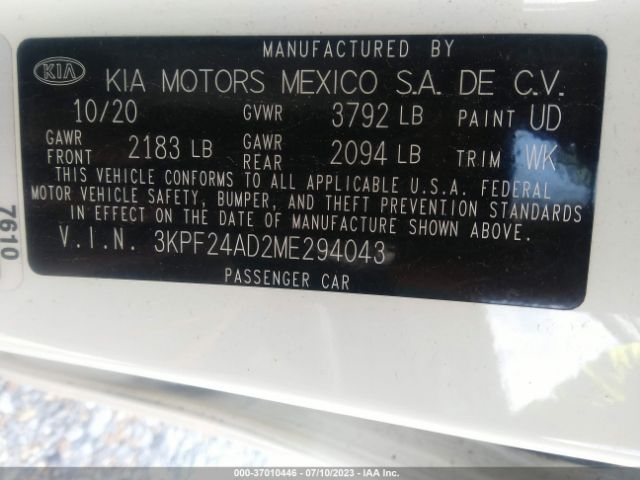 MANUFACTURED BY
KIA KIA MOTORS MEXICO S.A. DE C.V.
10/20 GVWR 3792 LB PAINT UD
GAWR FRONT 2183 LB GAWR REAR 2094 LB TRIM WK
THIS VEHICLE CONFORMS TO ALL APPLICABLE U.S.A. FEDERAL
MOTOR VEHICLE SAFETY, BUMPER, AND THEFT PREVENTION STANDARDS
IN EFFECT ON THE DATE OF MANUFACTURE SHOWN ABOVE.
V.I.N. 3KPF24AD2ME294043
PASSENGER CAR
7610
000-37010446 - 07/10/2023 - IAA Inc.